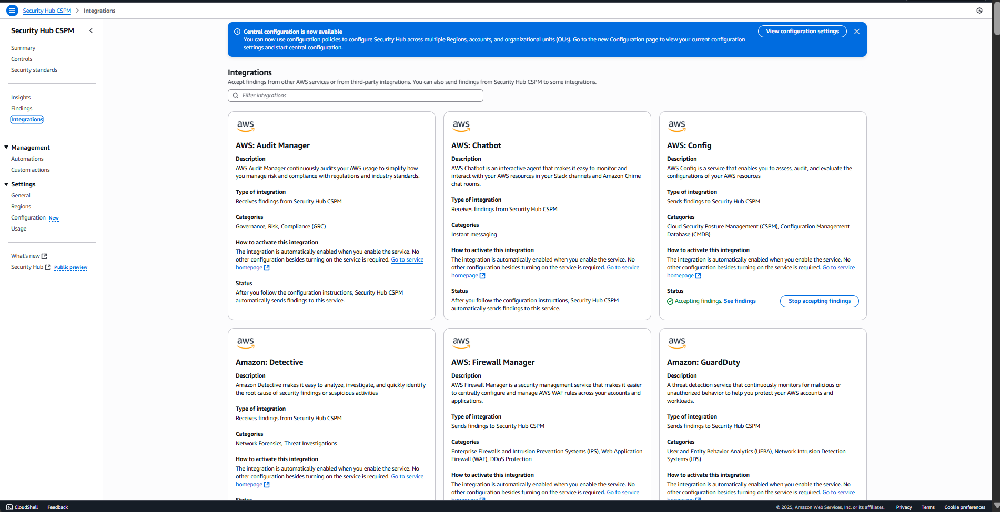 Security Hub CSPM > Integrations
Security Hub CSPM
Summary
Controls
Security standards
Insights
Findings
Integrations
Management
Automations
Custom actions
Settings
General
Regions
Configuration New
Usage
What's new
Security Hub Public preview
Central configuration is now available
You can now use configuration policies to configure Security Hub across multiple Regions, accounts, and organizational units (OUs). Go to the new Configuration page to view your current configuration
settings and start central configuration.
View configuration settings
Integrations
Accept findings from other AWS services or from third-party integrations. You can also send findings from Security Hub CSPM to some integrations.
Filter integrations
aws
AWS: Audit Manager
Description
AWS Audit Manager continuously audits your AWS usage to simplify how
you manage risk and compliance with regulations and industry standards.
Type of integration
Receives findings from Security Hub CSPM
Categories
Governance, Risk, Compliance (GRC)
How to activate this integration
The integration is automatically enabled when you enable the service. No
other configuration besides turning on the service is required. Go to service
homepage
Status
After you follow the configuration instructions, Security Hub CSPM
automatically sends findings to this service.
aws
AWS: Chatbot
Description
AWS Chatbot is an interactive agent that makes it easy to monitor and
interact with your AWS resources in your Slack channels and Amazon Chime
chat rooms.
Type of integration
Receives findings from Security Hub CSPM
Categories
Instant messaging
How to activate this integration
The integration is automatically enabled when you enable the service. No
other configuration besides turning on the service is required. Go to service
homepage
Status
After you follow the configuration instructions, Security Hub CSPM
automatically sends findings to this service.
aws
AWS: Config
Description
AWS Config is a service that enables you to assess, audit, and evaluate the
configurations of your AWS resources
Type of integration
Sends findings to Security Hub CSPM
Categories
Cloud Security Posture Management (CSPM), Configuration Management
Database (CMDB)
How to activate this integration
The integration is automatically enabled when you enable the service. No
other configuration besides turning on the service is required. Go to service
homepage
Status
Accepting findings. See findings
Stop accepting findings
aws
Amazon: Detective
Description
Amazon Detective makes it easy to analyze, investigate, and quickly identify
the root cause of security findings or suspicious activities
Type of integration
Receives findings from Security Hub CSPM
Categories
Network Forensics, Threat Investigations
How to activate this integration
The integration is automatically enabled when you enable the service. No
other configuration besides turning on the service is required. Go to service
homepage
Status
aws
AWS: Firewall Manager
Description
AWS Firewall Manager is a security management service that makes it easier
to centrally configure and manage AWS WAF rules across your accounts and
applications.
Type of integration
Sends findings to Security Hub CSPM
Categories
Enterprise Firewalls and Intrusion Prevention Systems (IPS), Web Application
Firewall (WAF), DDoS Protection
How to activate this integration
The integration is automatically enabled when you enable the service. No
other configuration besides turning on the service is required. Go to service
homepage
aws
Amazon: GuardDuty
Description
A threat detection service that continuously monitors for malicious or
unauthorized behavior to help you protect your AWS accounts and
workloads.
Type of integration
Sends findings to Security Hub CSPM
Categories
User and Entity Behavior Analytics (UEBA), Network Intrusion Detection
Systems (IDS)
How to activate this integration
The integration is automatically enabled when you enable the service. No
other configuration besides turning on the service is required. Go to service
homepage
CloudShell Feedback
© 2025, Amazon Web Services, Inc. or its affiliates. Privacy Terms Cookie preferences